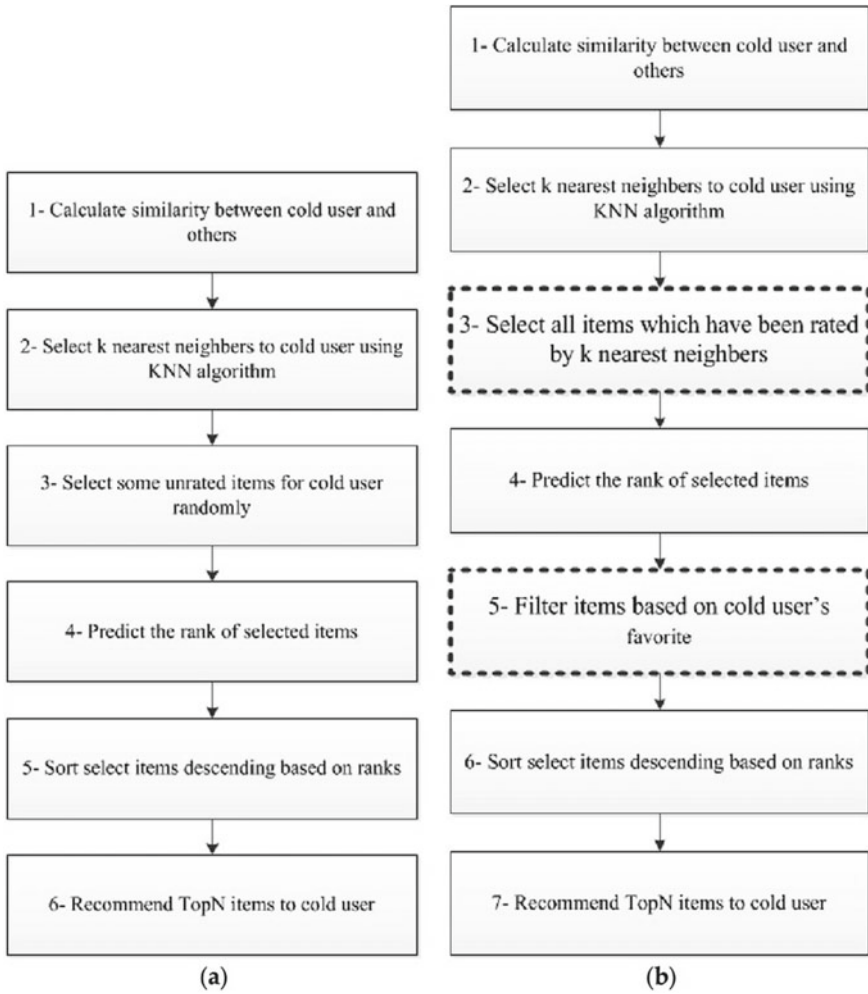 1- Calculate similarity between cold user and
others
2- Select k nearest neighbors to cold user using
KNN algorithm
3- Select some unrated items for cold user
randomly
4- Predict the rank of selected items
5- Sort select items descending based on ranks
6- Recommend TopN items to cold user
(a)
1- Calculate similarity between cold user and
others
2- Select k nearest neighbors to cold user using
KNN algorithm
3- Select all items which have been rated
by k nearest neighbors
4- Predict the rank of selected items
5- Filter items based on cold user's
favorite
6- Sort select items descending based on ranks
7- Recommend TopN items to cold user
(b)